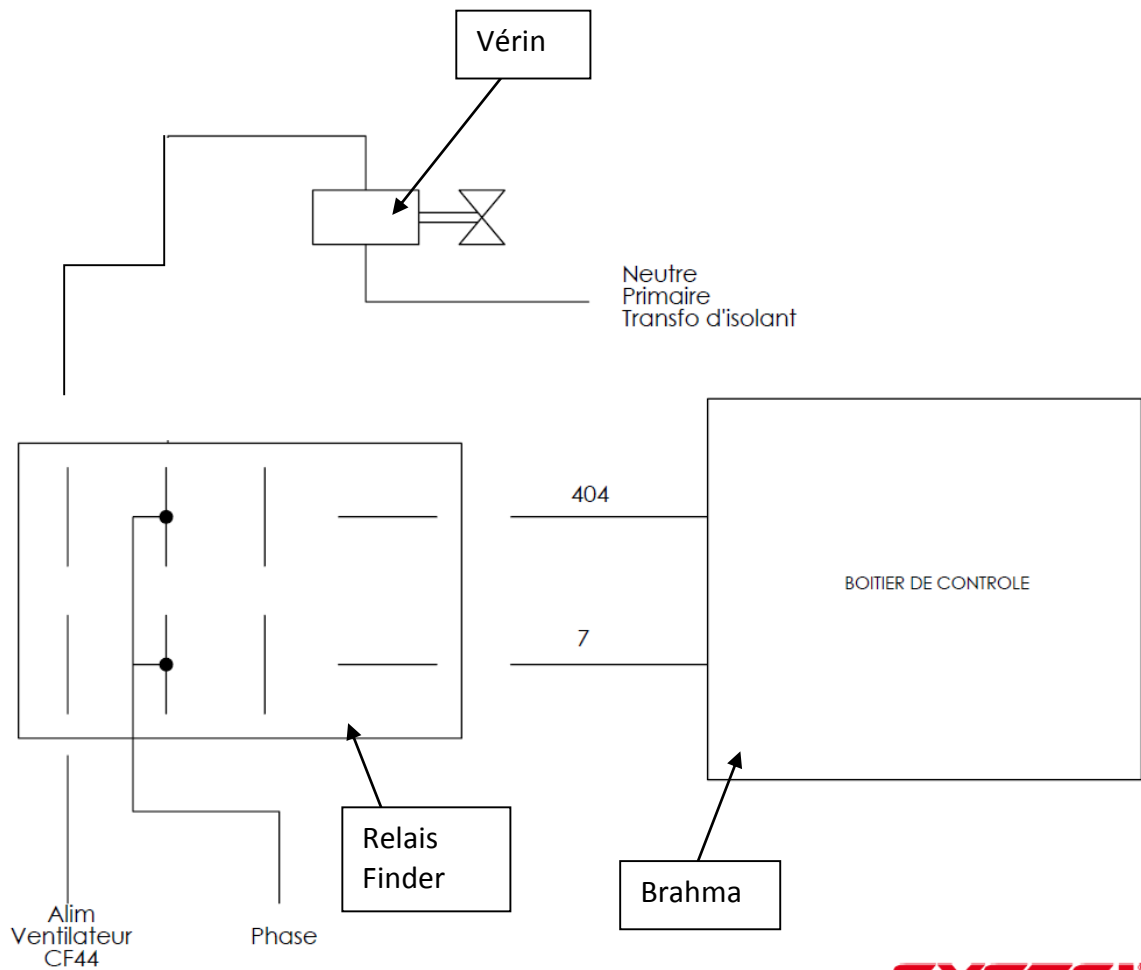 Vérin
Neutre
Primaire
Transfo d'isolant
404
BOITIER DE CONTROLE
7
Relais
Finder
Brahma
Alim
Ventilateur
CF44
Phase